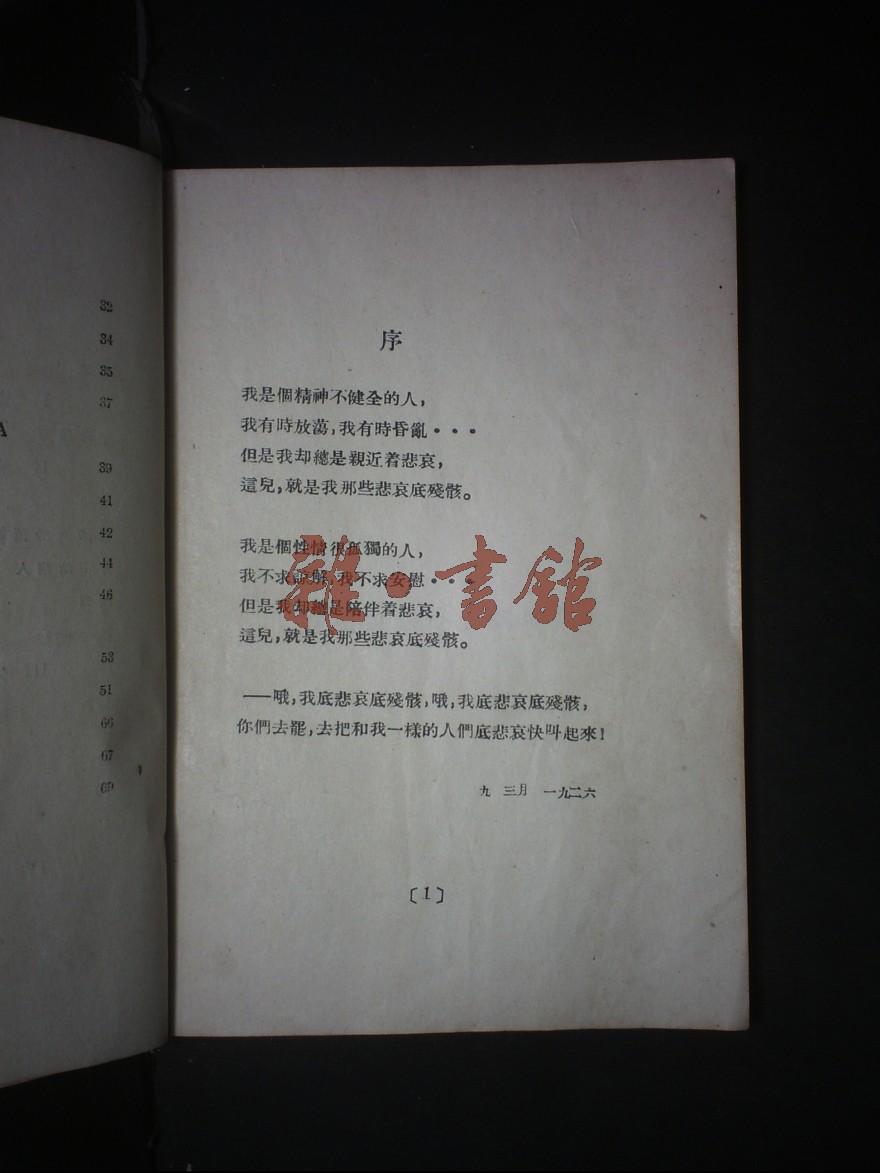 32
34
35
37
A
39
41
42
44
46
53
51
66
67
69
序
我是個精神不健全的人，
我有時放蕩，我有時昏亂・・・
但是我却總是親近着悲哀，
這兒，就是我那些悲哀底殘骸。
我是個性情很孤獨的人，
我不求諒解，我不求安慰・・・
但是我却總是陪伴着悲哀，
這兒，就是我那些悲哀底殘骸。
——哦，我底悲哀底殘骸，哦，我底悲哀底殘骸，
你們去罷，去把和我一樣的人們底悲哀快叫起來！
九 三月 一九二六
〔1〕
雜·書館